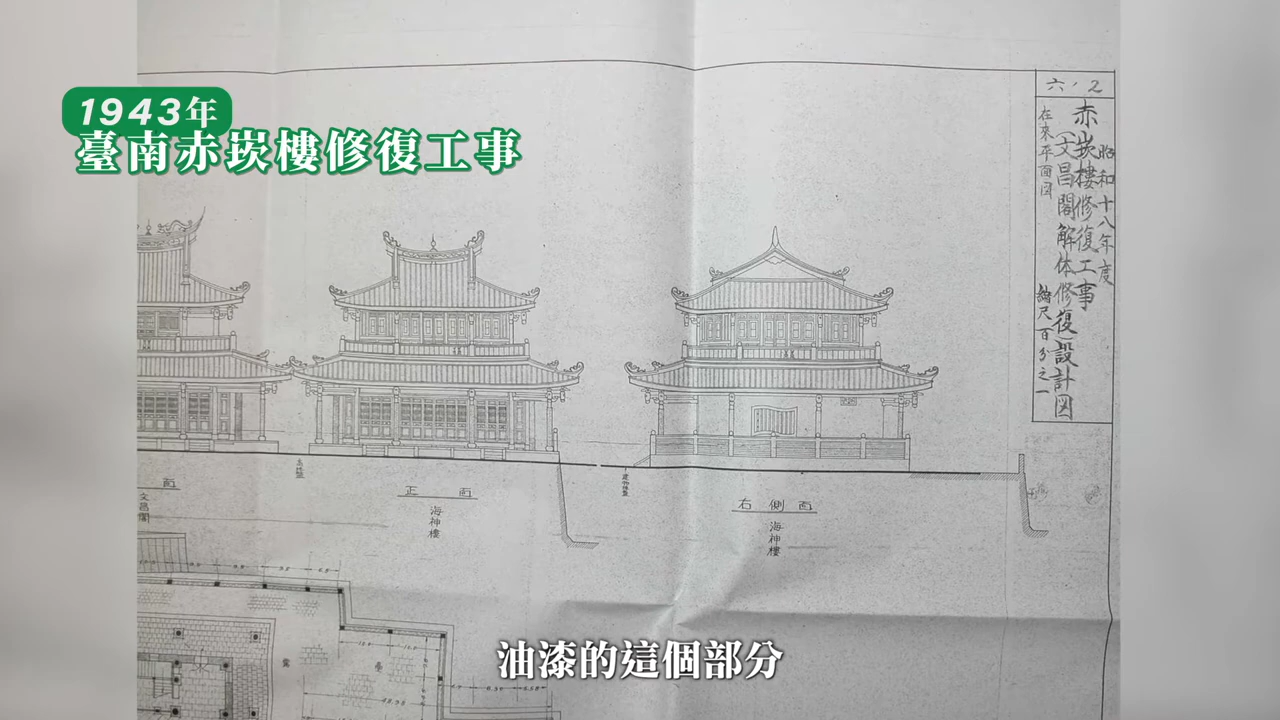 1943年
臺南赤崁樓修復工事
六、2
昭和十八年度
赤崁樓修復工事
(文昌閣解体修復設計図
在來平面図
縮尺百分之一
面
文昌閣
正面
海神樓
右側面
海神樓
油漆的這個部分